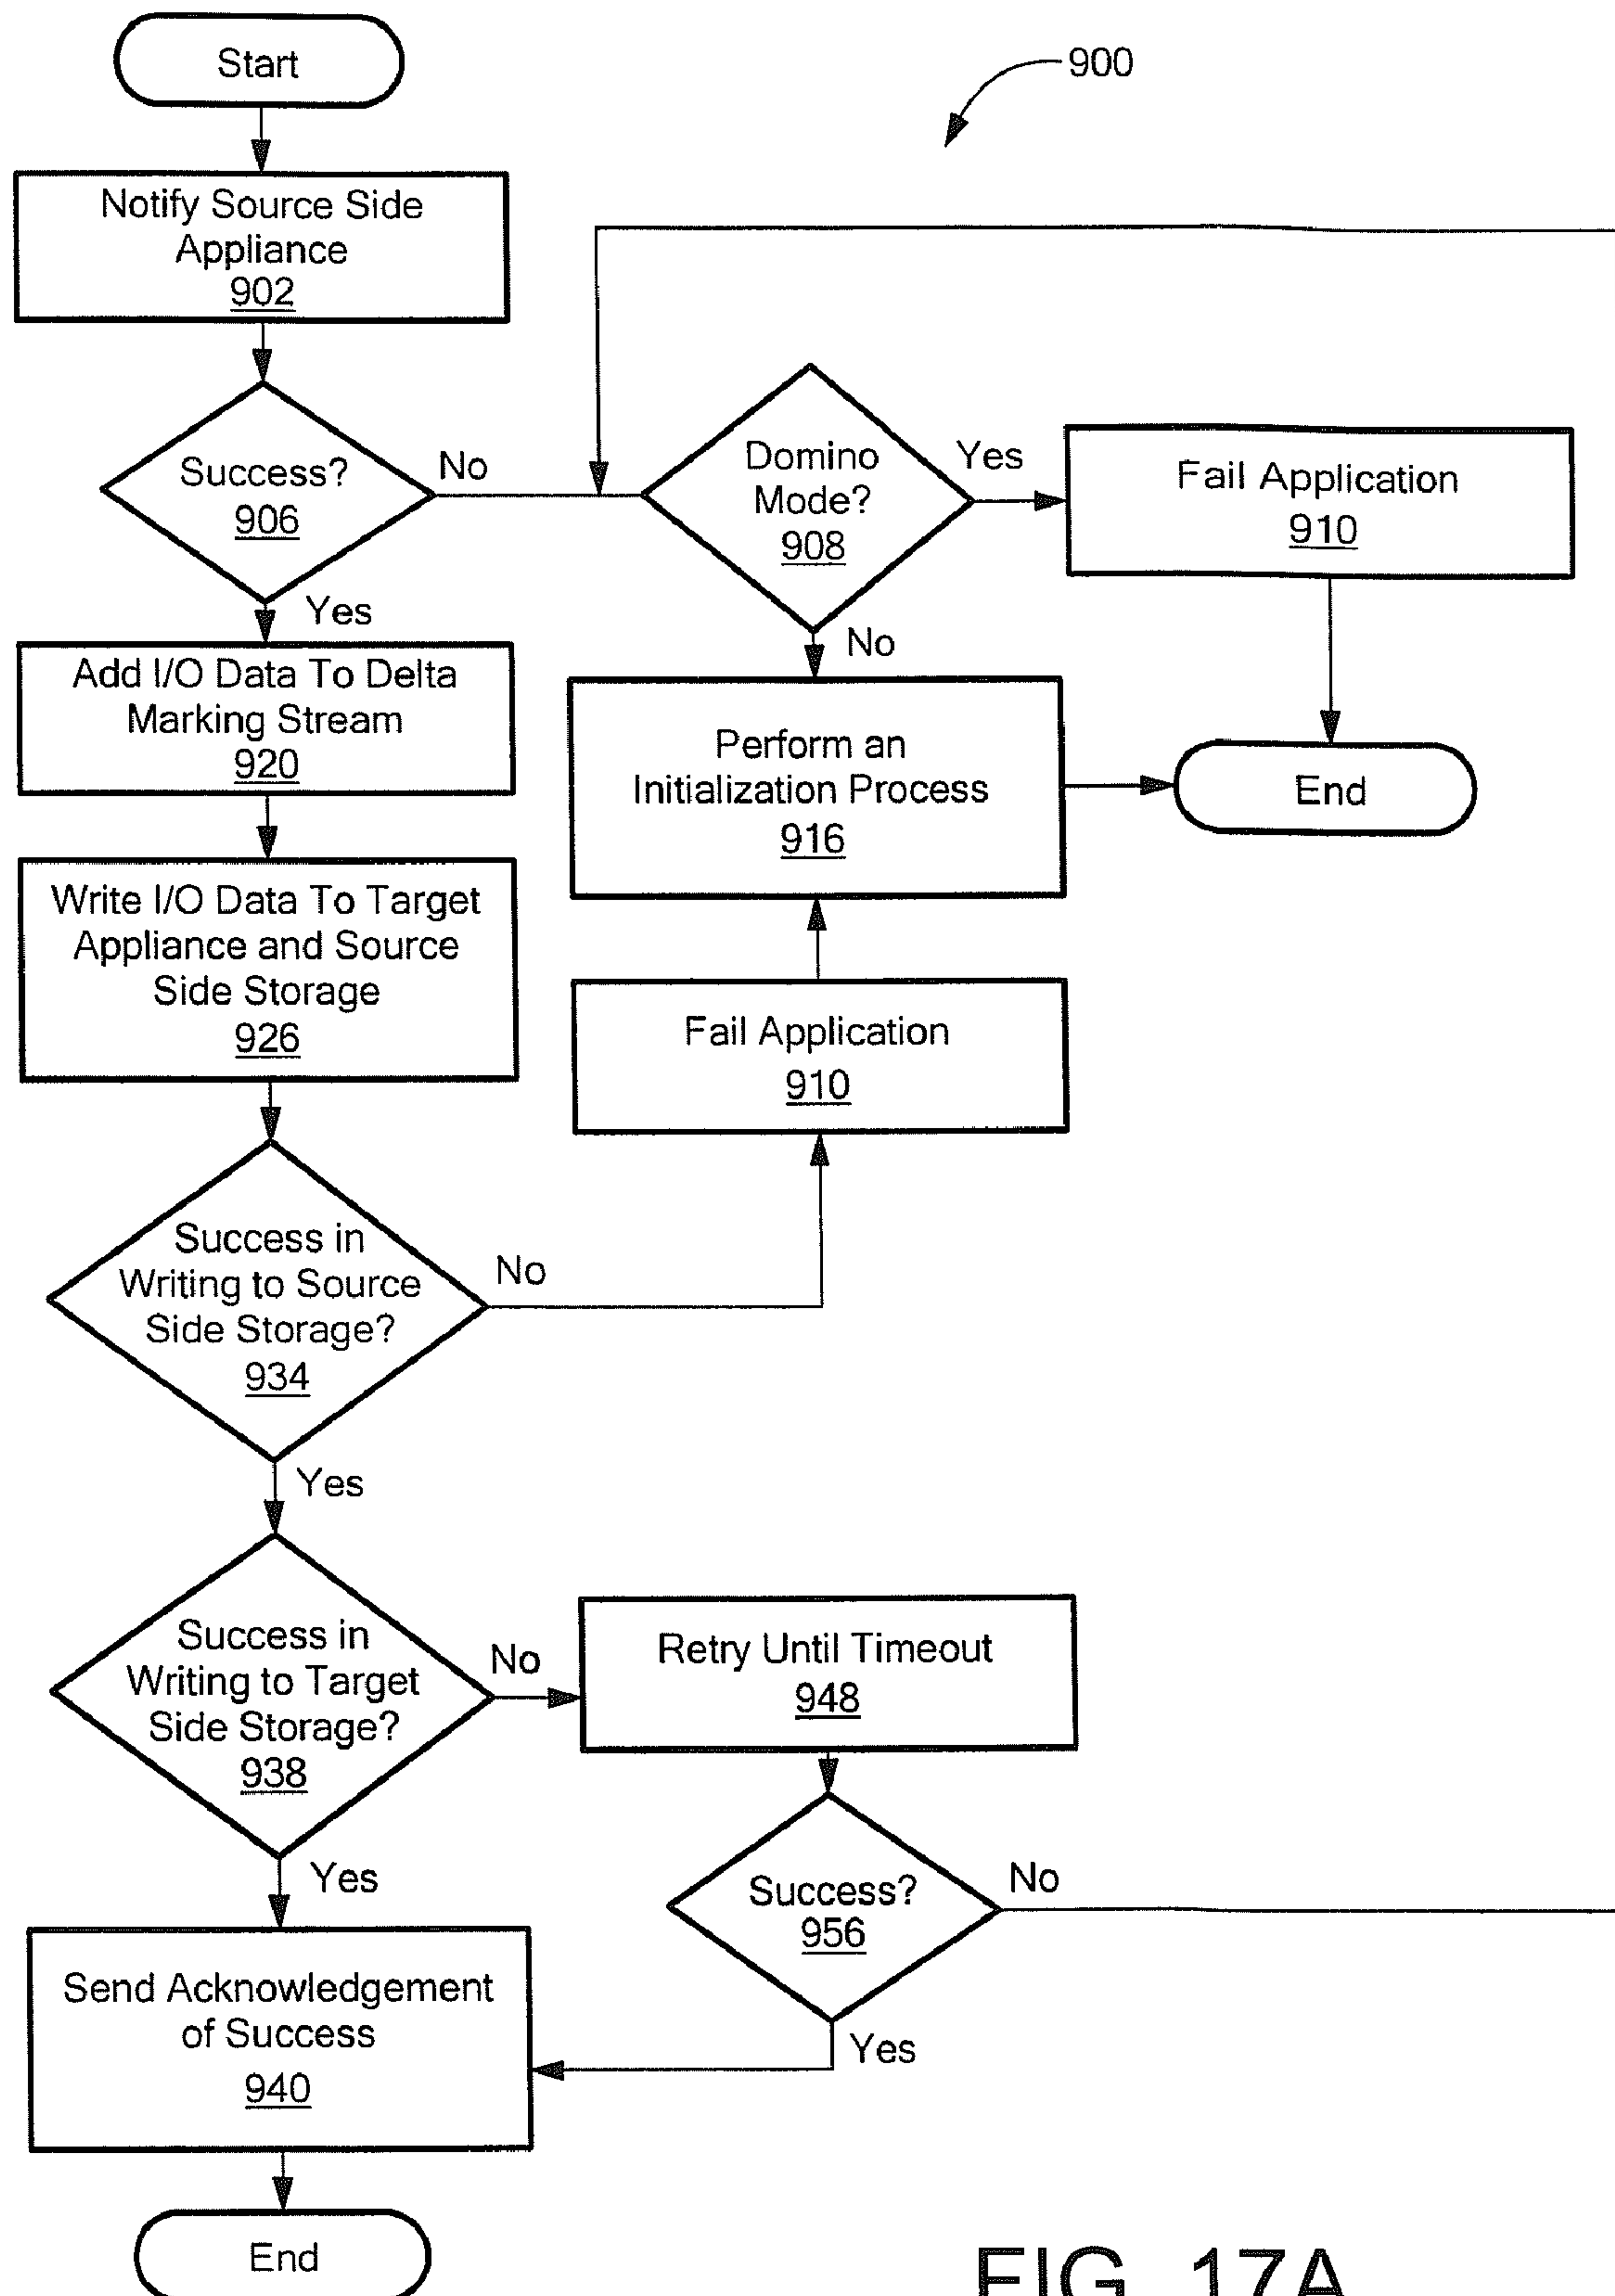 Start
900
Notify Source Side
Appliance
902
Success?
906
No
Yes
Domino
Mode?
908
Yes
No
Fail Application
910
Add I/O Data To Delta
Marking Stream
920
Perform an
Initialization Process
916
End
Write I/O Data To Target
Appliance and Source
Side Storage
926
Fail Application
910
Success in
Writing to Source
Side Storage?
934
No
Yes
Success in
Writing to Target
Side Storage?
938
No
Yes
Retry Until Timeout
948
Success?
956
No
Yes
Send Acknowledgement
of Success
940
End
FIG. 17A